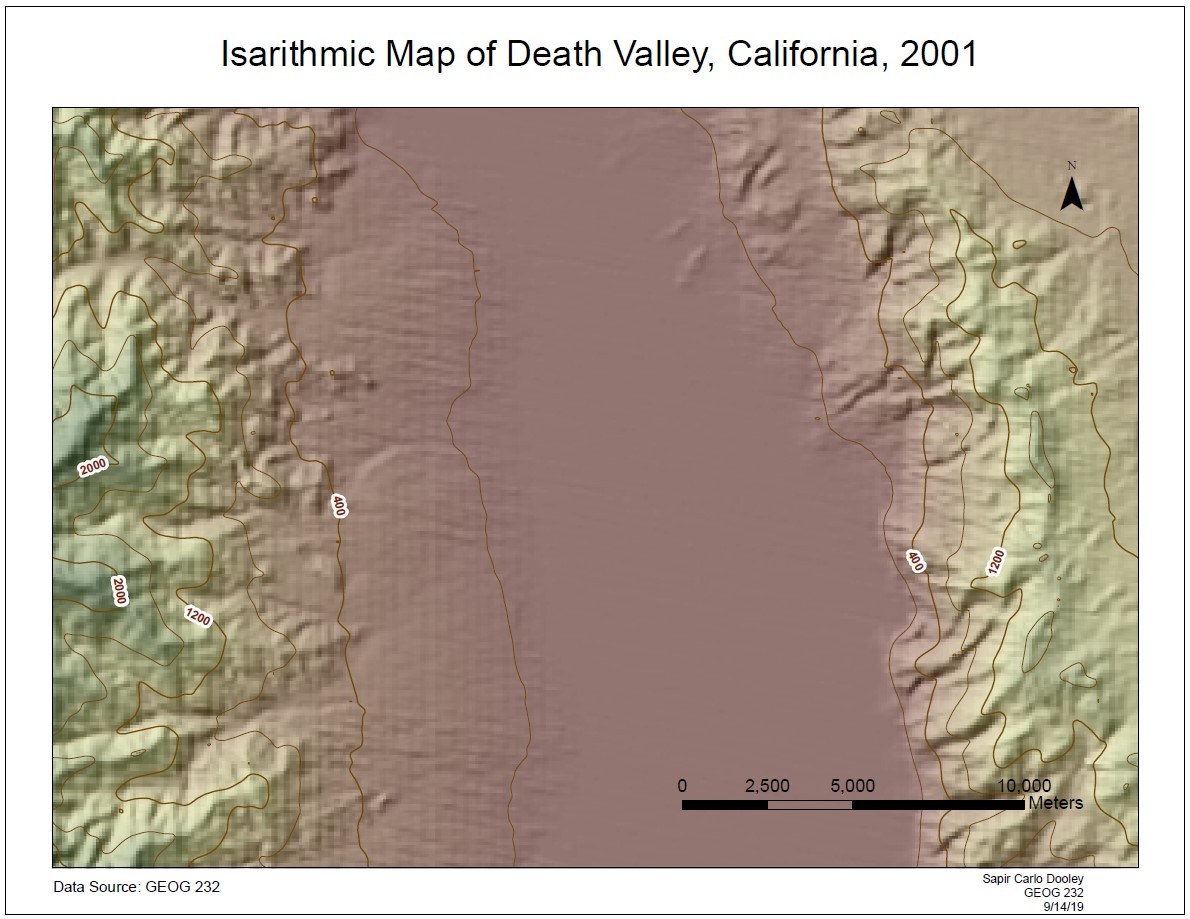 Isarithmic Map of Death Valley, California, 2001
N
2000
400
400
1200
2000
1200
0 2,500 5,000 10,000
Meters
Data Source: GEOG 232
Sapir Carlo Dooley
GEOG 232
9/14/19